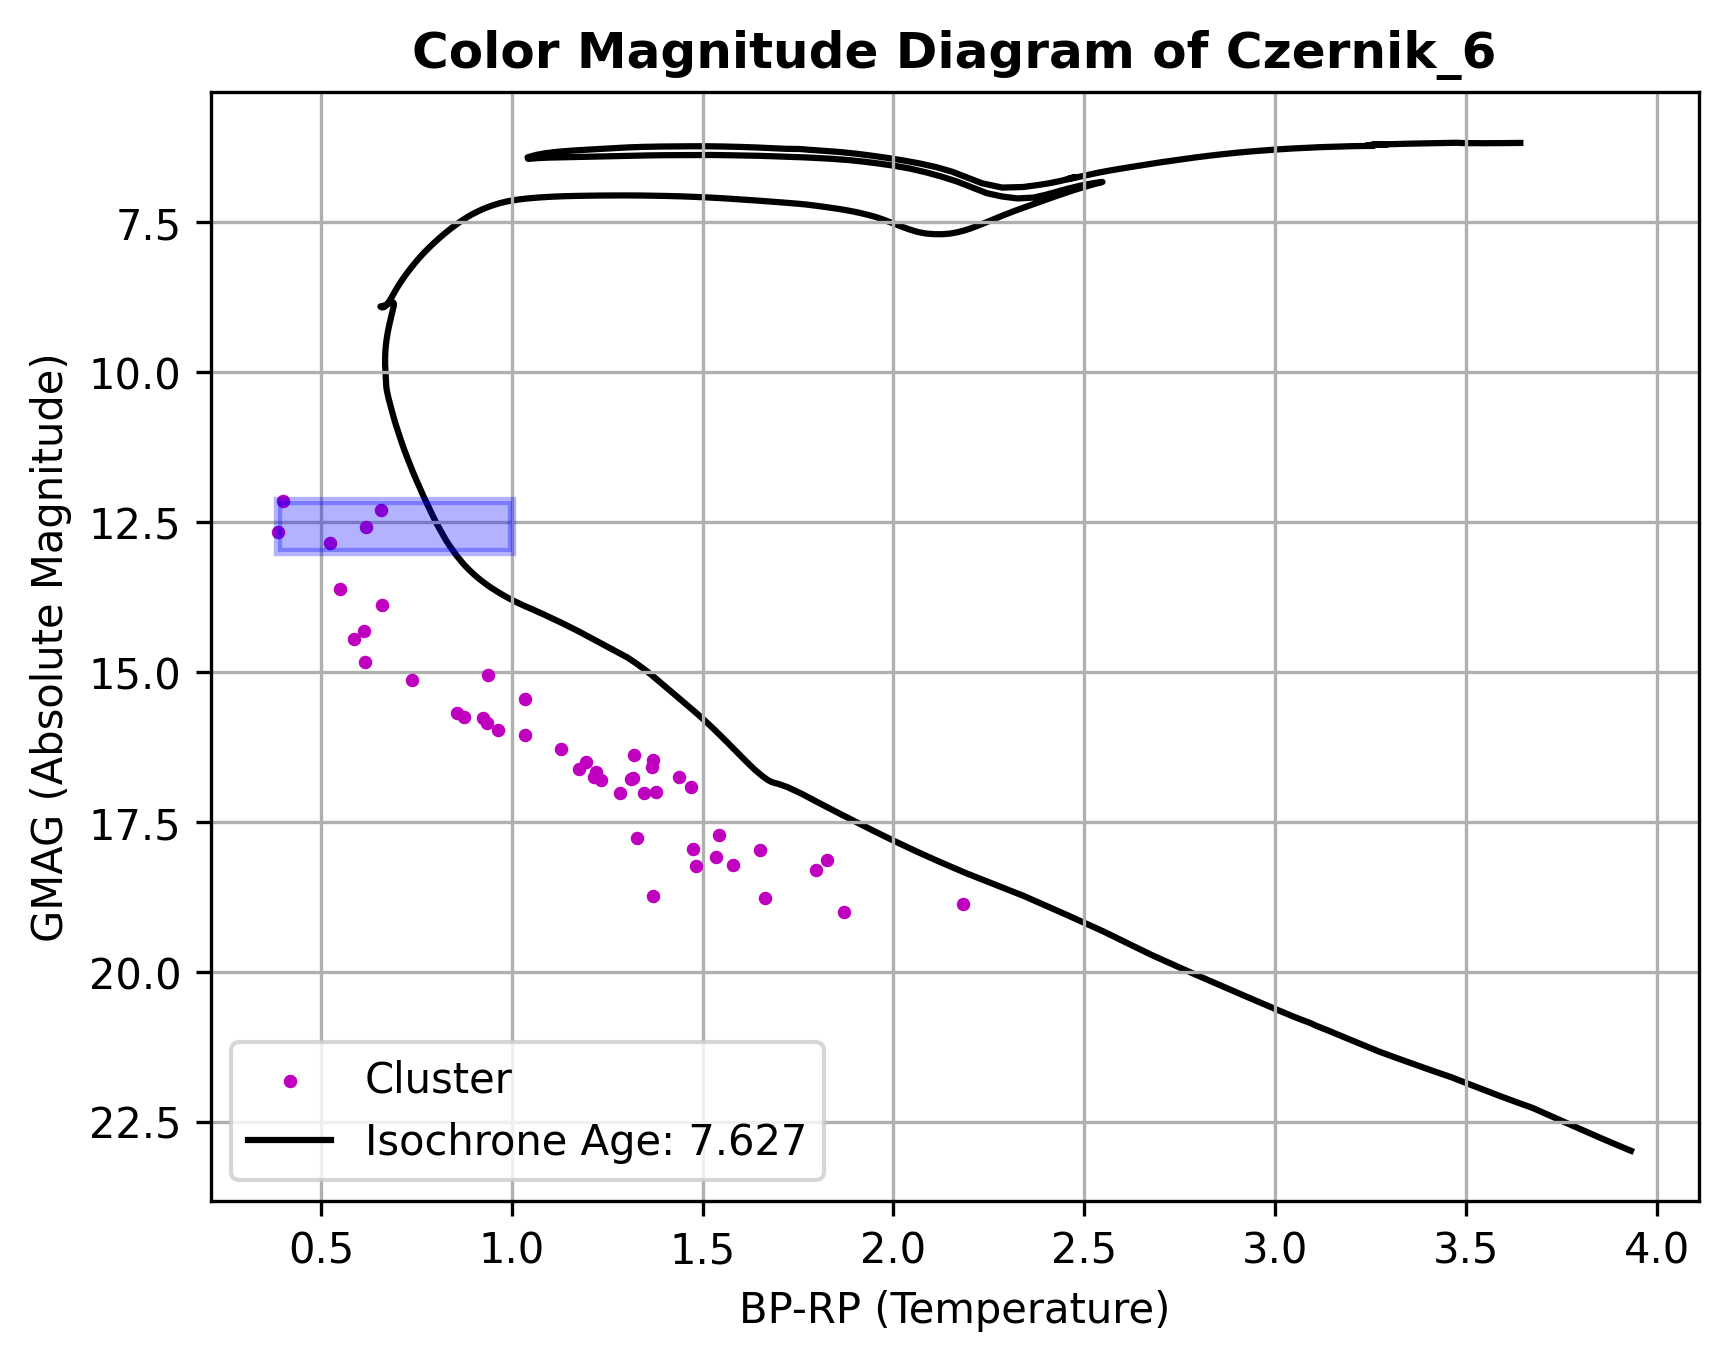 Color Magnitude Diagram of Czernik_6
GMAG (Absolute Magnitude)
7.5
10.0
12.5
15.0
17.5
20.0
22.5
Cluster
Isochrone Age: 7.627
0.5 1.0 1.5 2.0 2.5 3.0 3.5 4.0
BP-RP (Temperature)